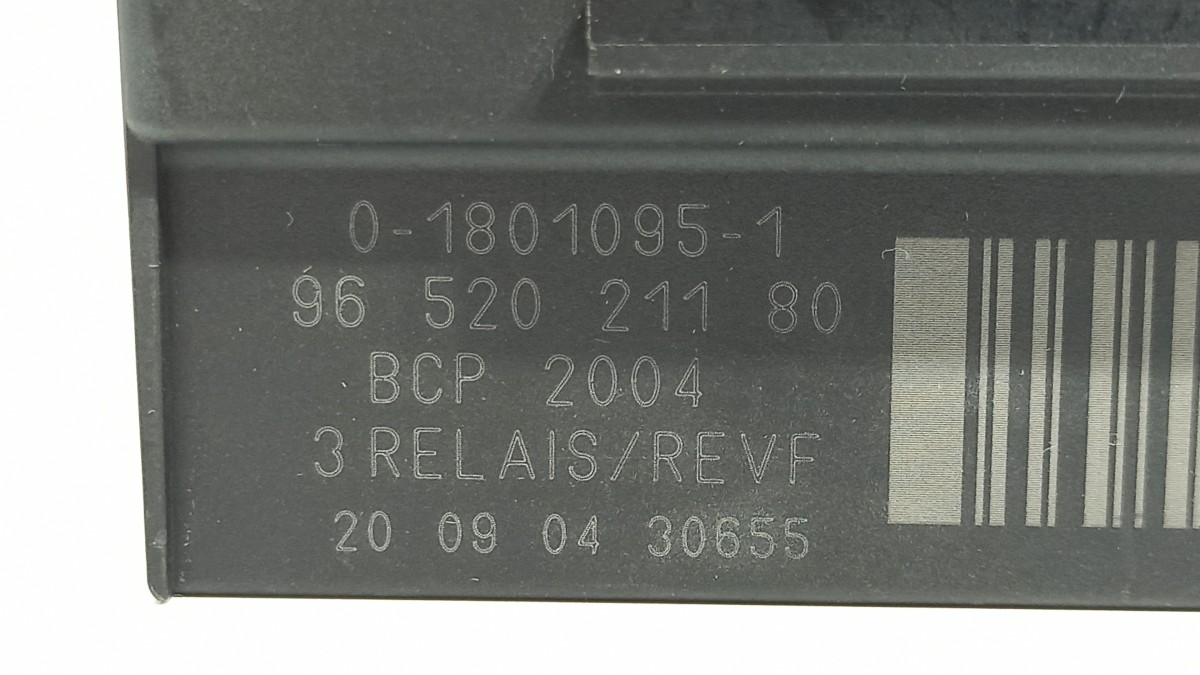 0-1801095-1
96 520 211 80
BCP 2004
3 RELAIS/REVF
20 09 04 30655